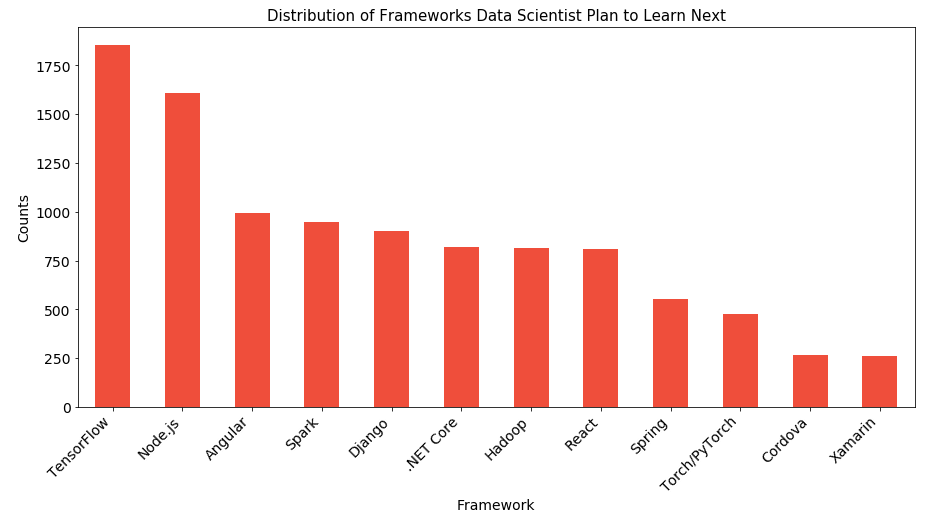 Distribution of Frameworks Data Scientist Plan to Learn Next
Counts
1750
1500
1250
1000
750
500
250
0
TensorFlow
Node.js
Angular
Spark
Django
.NET Core
Hadoop
React
Spring
Torch/PyTorch
Cordova
Xamarin
Framework